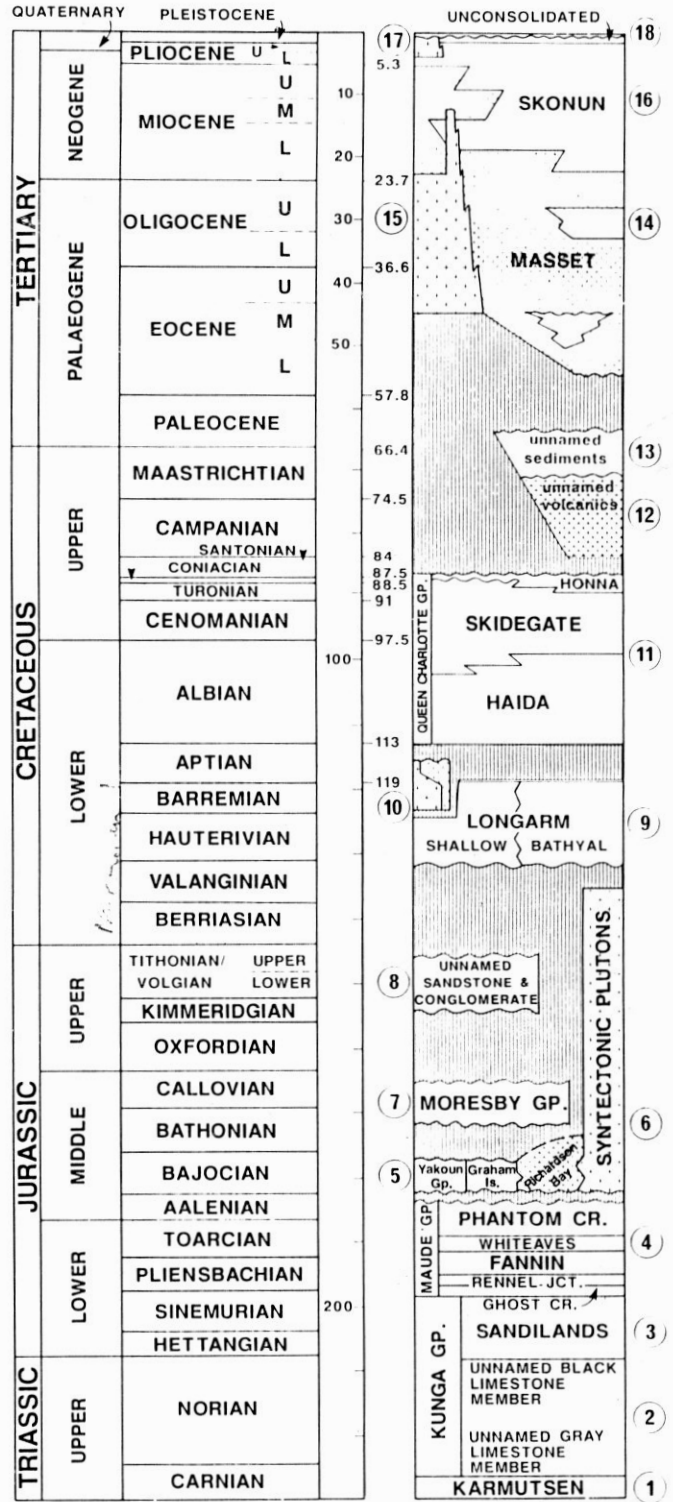 QUATERNARY PLEISTOCENE UNCONSOLIDATED
TERTIARY
NEOGENE
PALAEOGENE
PLIOCENE U L
MIOCENE U
M
L
OLIGOCENE U
L
EOCENE U
M
L
PALEOCENE
CRETACEOUS
UPPER
MAASTRICHTIAN
CAMPANIAN
SANTONIAN
CONIACIAN
TURONIAN
CENOMANIAN
LOWER
ALBIAN
APTIAN
BARREMIAN
HAUTERIVIAN
VALANGINIAN
BERRIASIAN
JURASSIC
UPPER
TITHONIAN/ UPPER
VOLGIAN LOWER
KIMMERIDGIAN
OXFORDIAN
MIDDLE
CALLOVIAN
BATHONIAN
BAJOCIAN
AALENIAN
LOWER
TOARCIAN
PLIENSBACHIAN
SINEMURIAN
HETTANGIAN
TRIASSIC
UPPER
NORIAN
CARNIAN
10
20
30
40
50
100
200
5.3
23.7
36.6
57.8
66.4
74.5
84
87.5
88.5
91
97.5
113
119
17
15
10
8
7
5
SKONUN
MASSET
unnamed
sediments
unnamed
volcanics
QUEEN CHARLOTTE GP.
HONNA
SKIDEGATE
HAIDA
LONGARM
SHALLOW BATHYAL
UNNAMED
SANDSTONE &
CONGLOMERATE
SYNTECTONIC PLUTONS.
MORESBY GP.
Yakoun
Gp.
Graham
Is.
Richardson
Bay
MAUDE GP.
PHANTOM CR.
WHITEAVES
FANNIN
RENNEL JCT.
GHOST CR.
KUNGA GP.
SANDILANDS
UNNAMED BLACK
LIMESTONE
MEMBER
UNNAMED GRAY
LIMESTONE
MEMBER
KARMUTSEN
18
16
14
13
12
11
9
6
4
3
2
1